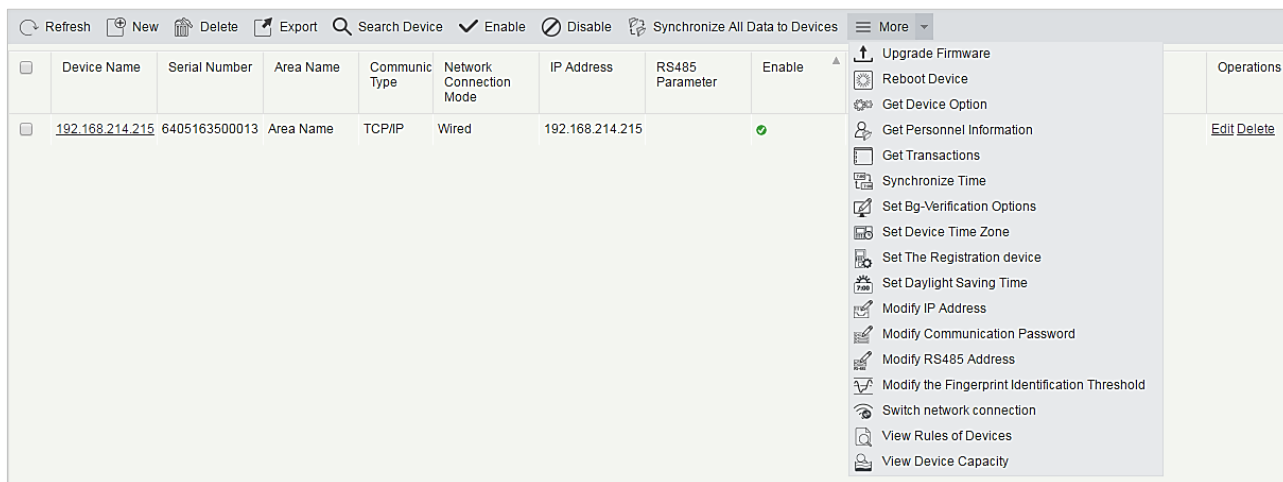 Refresh New Delete Export Search Device Enable Disable Synchronize All Data to Devices More
Device Name Serial Number Area Name Communic Type Network Connection Mode IP Address RS485 Parameter Enable Operations
192.168.214.215 6405163500013 Area Name TCP/IP Wired 192.168.214.215 Edit Delete
Upgrade Firmware
Reboot Device
Get Device Option
Get Personnel Information
Get Transactions
Synchronize Time
Set Bg-Verification Options
Set Device Time Zone
Set The Registration device
Set Daylight Saving Time
Modify IP Address
Modify Communication Password
Modify RS485 Address
Modify the Fingerprint Identification Threshold
Switch network connection
View Rules of Devices
View Device Capacity